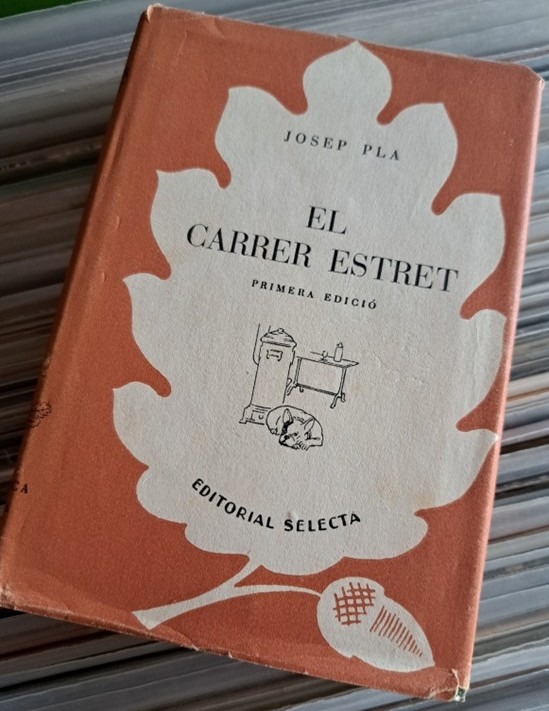 JOSEP PLA
EL
CARRER ESTRET
PRIMERA EDICIÓ
EDITORIAL SELECTA